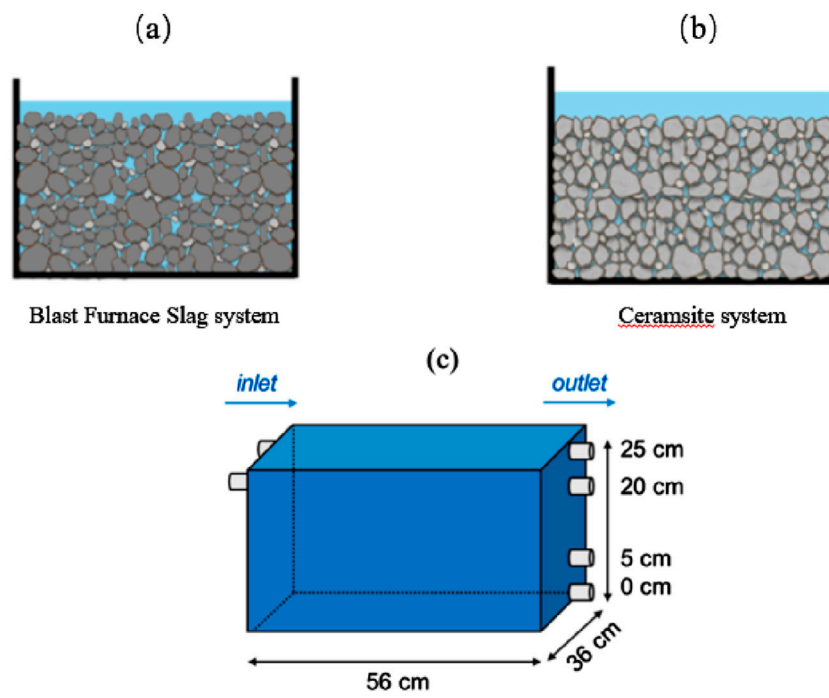 (a)
(b)
Blast Furnace Slag system
Ceramsite system
(c)
inlet
outlet
25 cm
20 cm
5 cm
0 cm
36 cm
56 cm